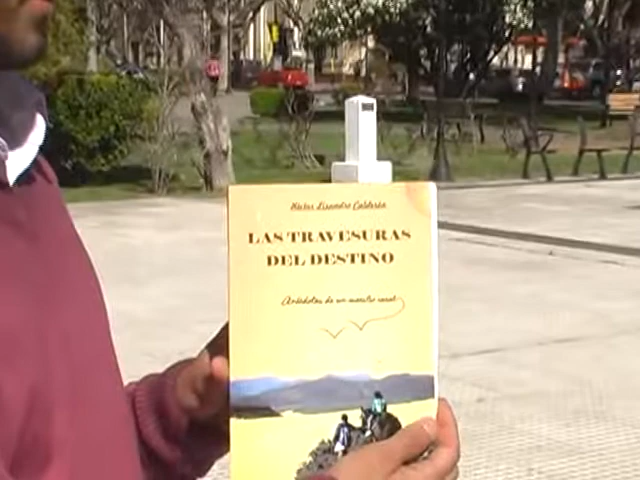 Héctor Lisandro Calderón
LAS TRAVESURAS
DEL DESTINO
Anécdotas de un maestro rural